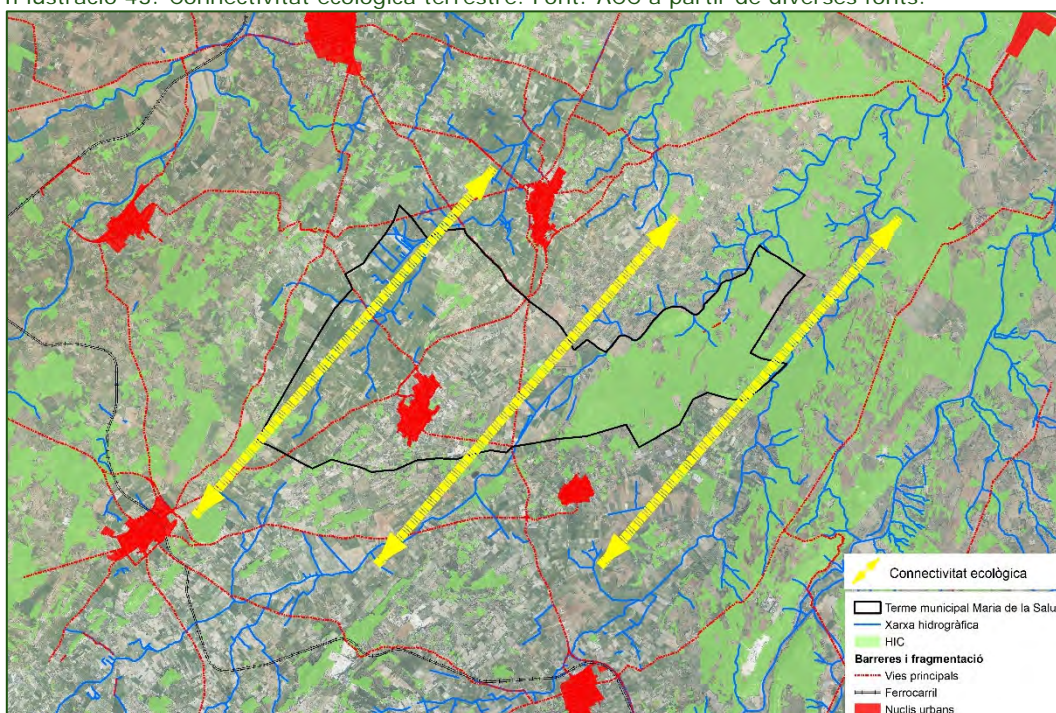 Il·lustració 43. Connectivitat ecològica terrestre. Font: ACC a partir de diverses fonts.
Connectivitat ecològica
Terme municipal Maria de la Salu
Xarxa hidrogràfica
HIC
Barreres i fragmentació
Vies principals
Ferrocarril
Nuclis urbans